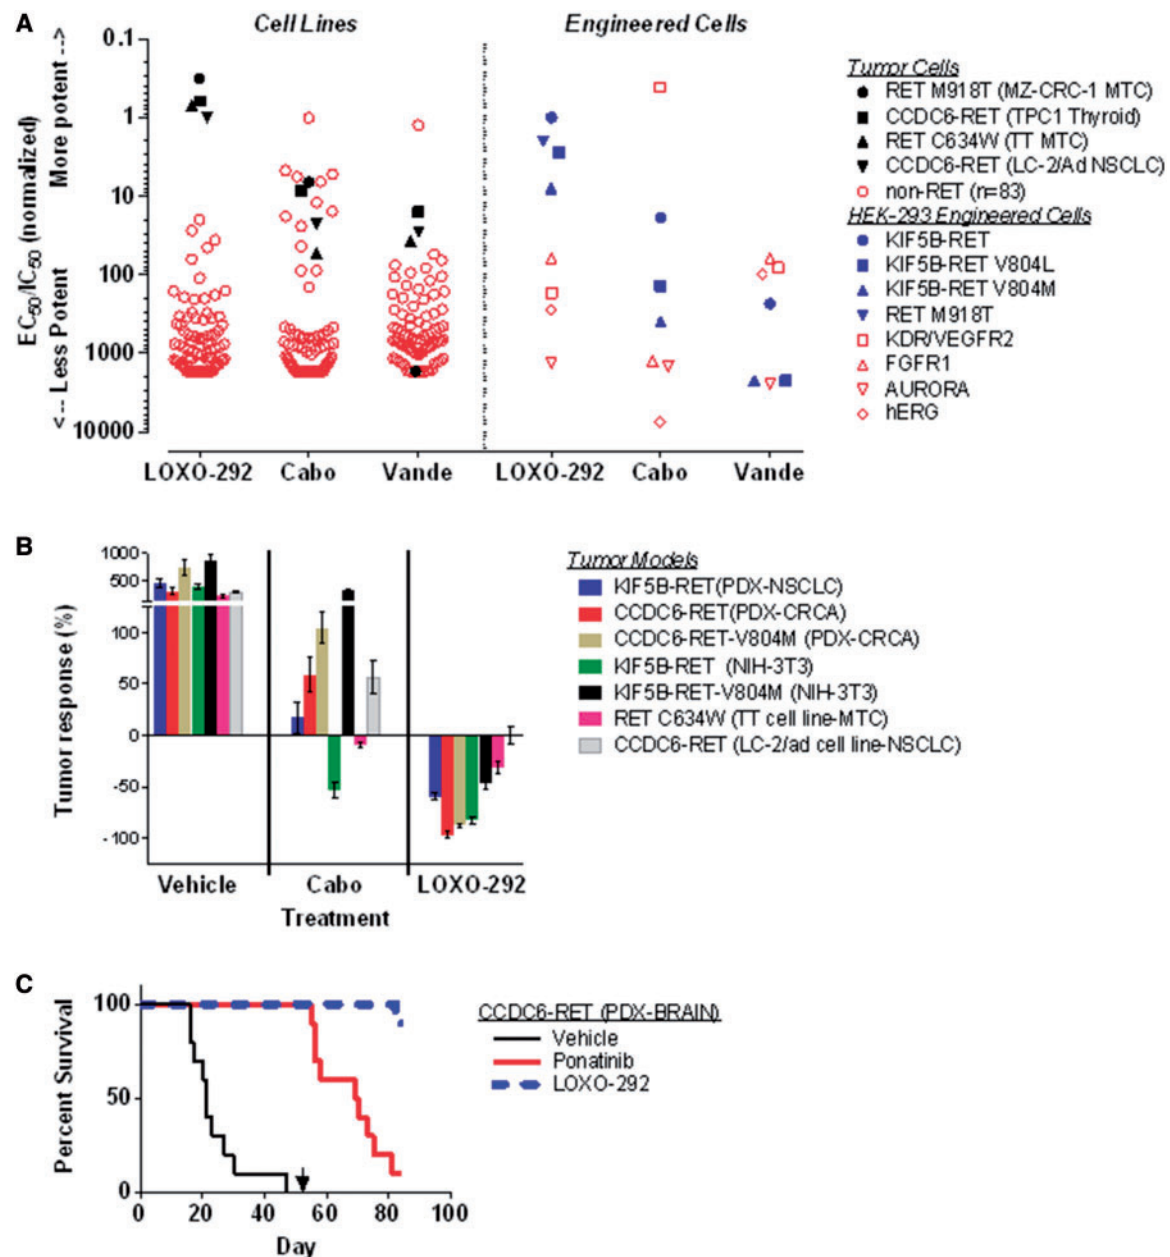 A
Cell Lines
Engineered Cells
EC50/IC50 (normalized)
<-- Less Potent
More potent -->
0.1
1
10
100
1000
10000
LOXO-292
Cabo
Vande
LOXO-292
Cabo
Vande
Tumor Cells
RET M918T (MZ-CRC-1 MTC)
CCDC6-RET (TPC1 Thyroid)
RET C634W (TT MTC)
CCDC6-RET (LC-2/Ad NSCLC)
non-RET (n=83)
HEK-293 Engineered Cells
KIF5B-RET
KIF5B-RET V804L
KIF5B-RET V804M
RET M918T
KDR/VEGFR2
FGFR1
AURORA
hERG
B
Tumor response (%)
1000
500
100
50
0
-50
-100
Vehicle
Cabo
LOXO-292
Treatment
Tumor Models
KIF5B-RET(PDX-NSCLC)
CCDC6-RET(PDX-CRCA)
CCDC6-RET-V804M (PDX-CRCA)
KIF5B-RET (NIH-3T3)
KIF5B-RET-V804M (NIH-3T3)
RET C634W (TT cell line-MTC)
CCDC6-RET (LC-2/ad cell line-NSCLC)
C
Percent Survival
100
50
0
0
20
40
60
80
100
Day
CCDC6-RET (PDX-BRAIN)
Vehicle
Ponatinib
LOXO-292